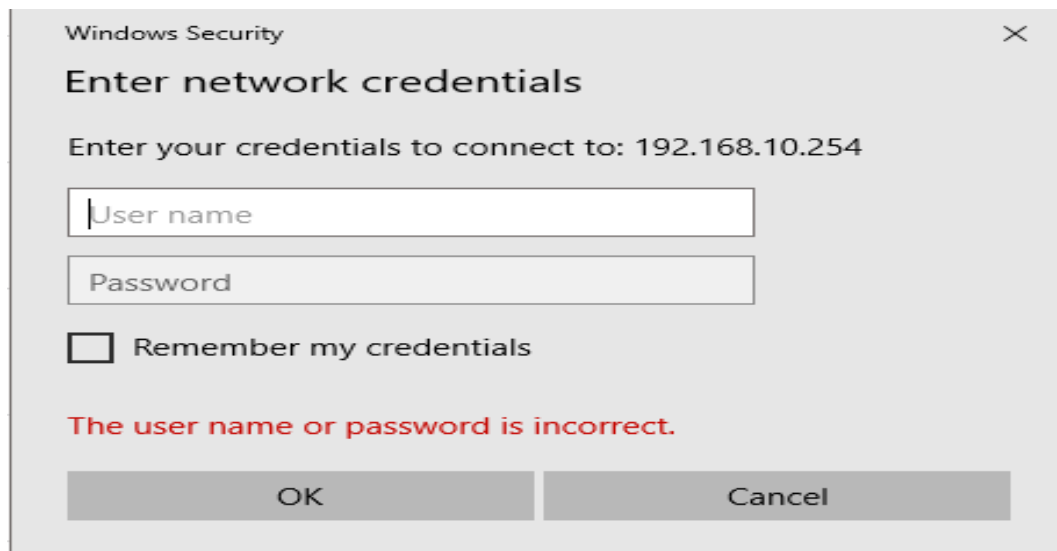 Windows Security
Enter network credentials
Enter your credentials to connect to: 192.168.10.254
User name
Password
Remember my credentials
The user name or password is incorrect.
OK Cancel